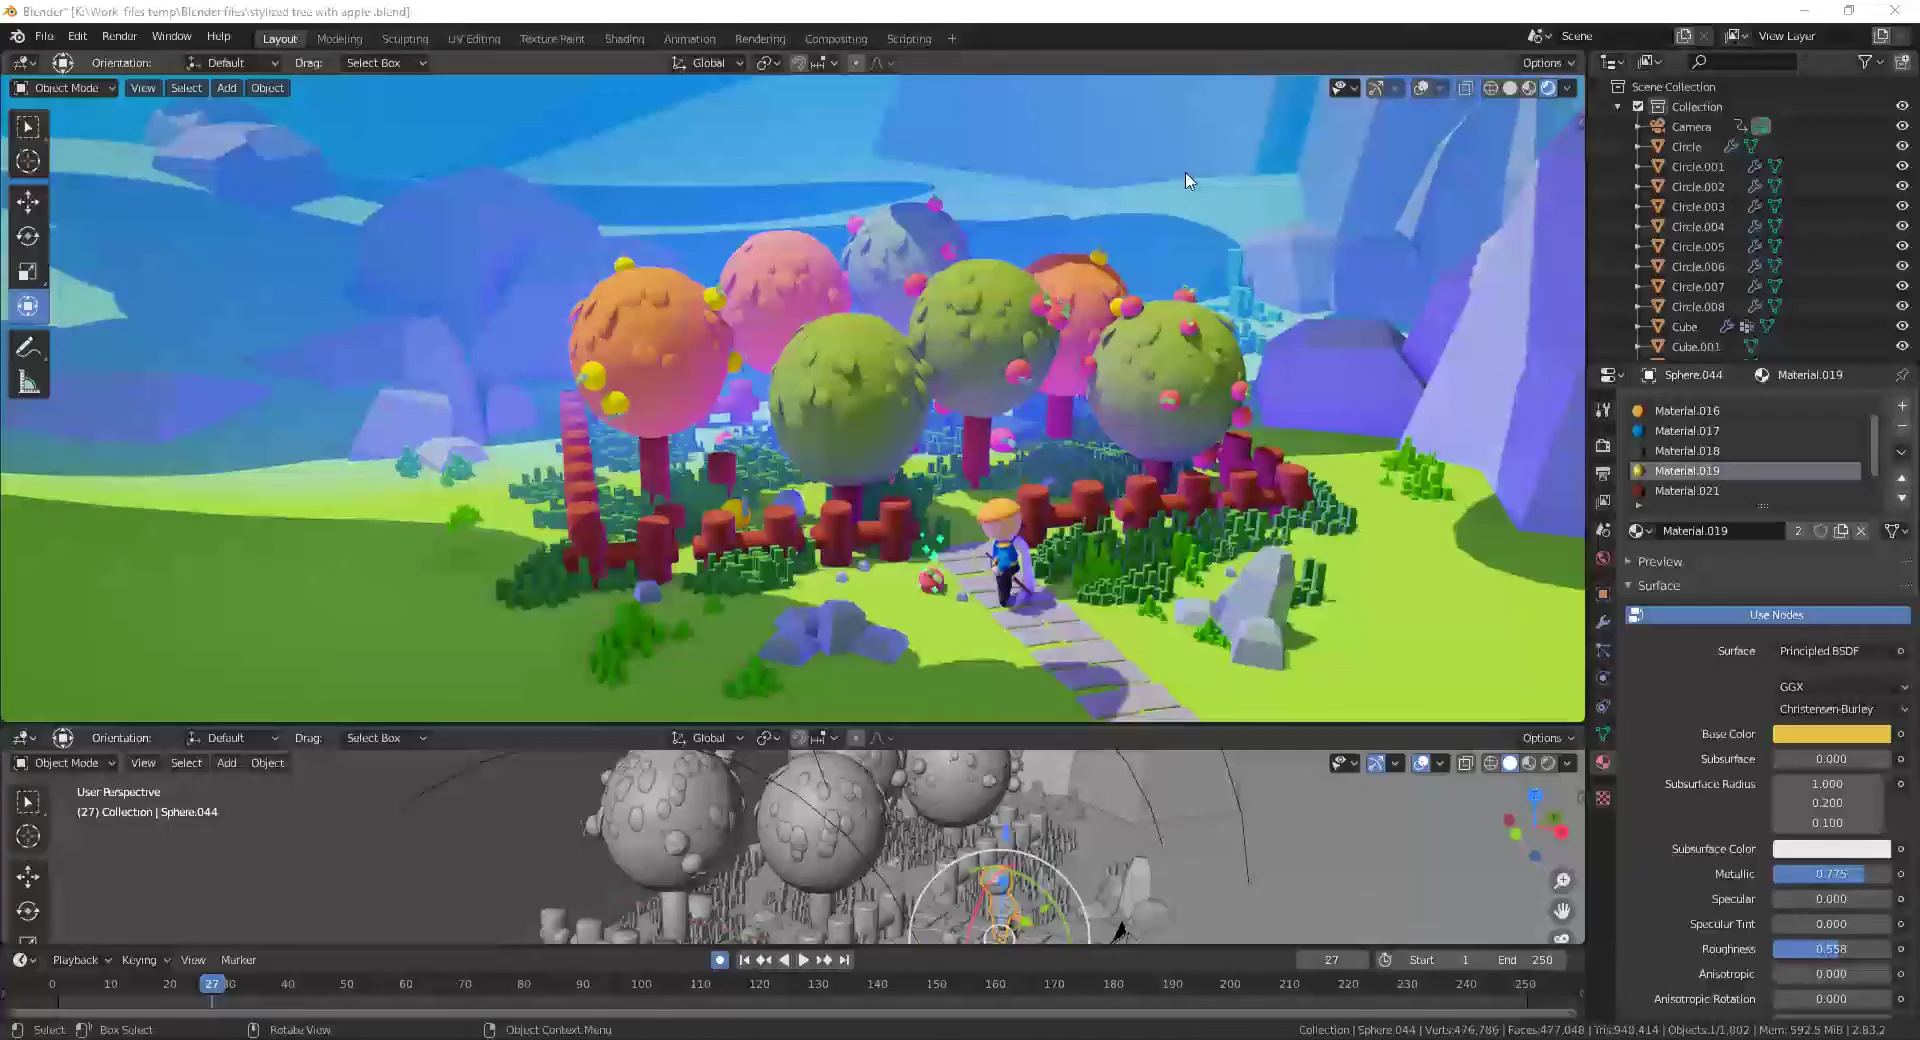 Blender* [K:\Work files temp\Blender files\stylized tree with apple .blend]
File Edit Render Window Help Layout Modeling Sculpting UV Editing Texture Paint Shading Animation Rendering Compositing Scripting + Scene View Layer
Orientation: Default Drag: Select Box Global Options
Object Mode View Select Add Object
Scene Collection
Collection
Camera
Circle
Circle.001
Circle.002
Circle.003
Circle.004
Circle.005
Circle.006
Circle.007
Circle.008
Cube
Cube.001
Sphere.044 Material.019
Material.016
Material.017
Material.018
Material.019
Material.021
Material.019 2
Preview
Surface
Use Nodes
Surface Principled BSDF
GGX
Christensen-Burley
Base Color
Subsurface 0.000
Subsurface Radius 1.000
0.200
0.100
Subsurface Color
Metallic 0.775
Specular 0.000
Specular Tint 0.000
Roughness 0.558
Anisotropic 0.000
Anisotropic Rotation 0.000
Orientation: Default Drag: Select Box Global Options
Object Mode View Select Add Object
User Perspective
(27) Collection | Sphere.044
Playback Keying View Marker 27 Start 1 End 250
0 10 20 27 30 40 50 60 70 80 90 100 110 120 130 140 150 160 170 180 190 200 210 220 230 240 250
Select Box Select Rotate View Object Context Menu Collection | Sphere.044 | Verts:476,786 | Faces:477,048 | Tris:948,414 | Objects:1/1,802 | Mem: 592.5 MiB | 2.83.2